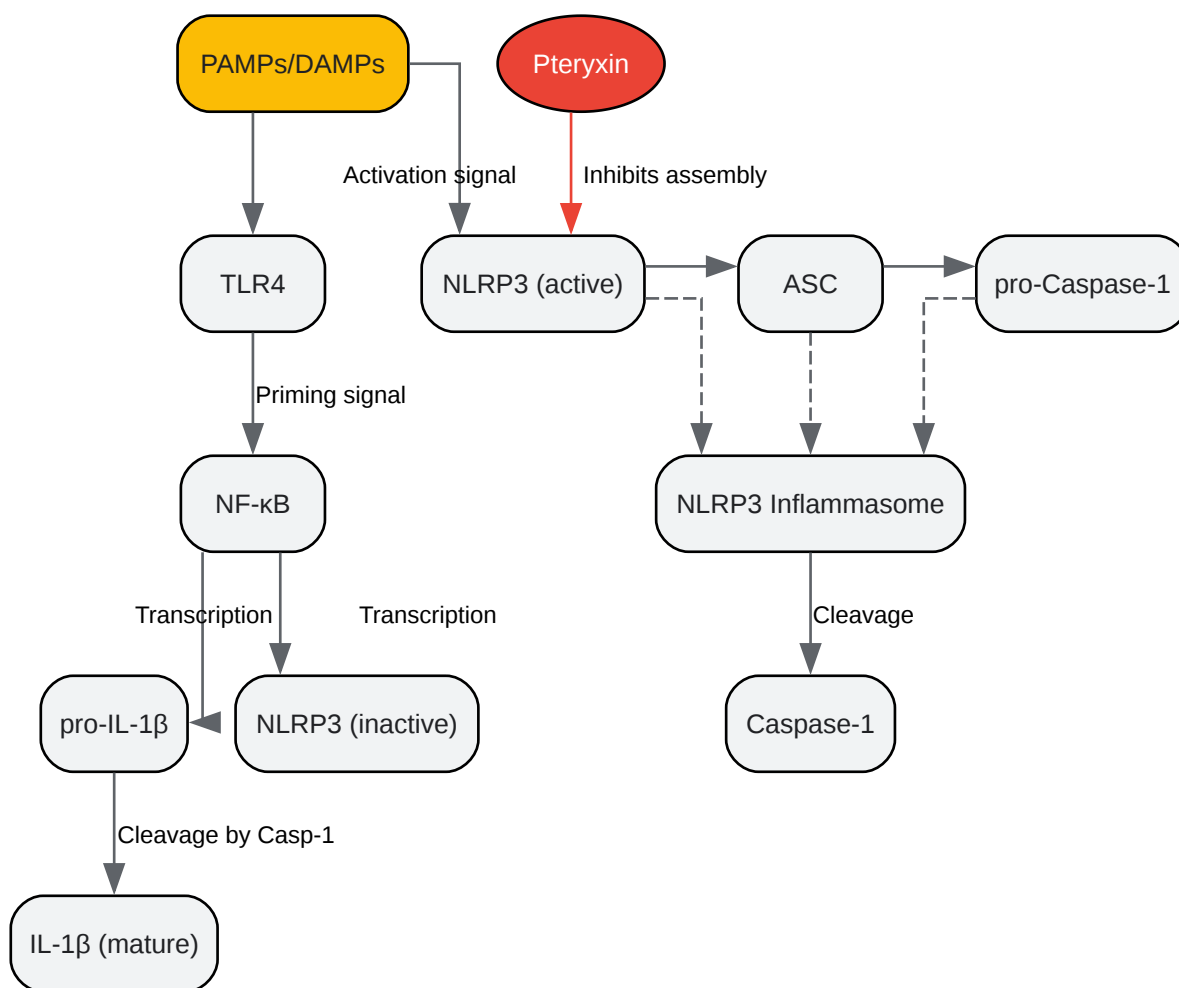 PAMPs/DAMPs
Pteryxin
Activation signal
Inhibits assembly
TLR4
NLRP3 (active)
ASC
pro-Caspase-1
Priming signal
NF-κB
NLRP3 Inflammasome
Transcription
Transcription
Cleavage
pro-IL-1β
NLRP3 (inactive)
Caspase-1
Cleavage by Casp-1
IL-1β (mature)